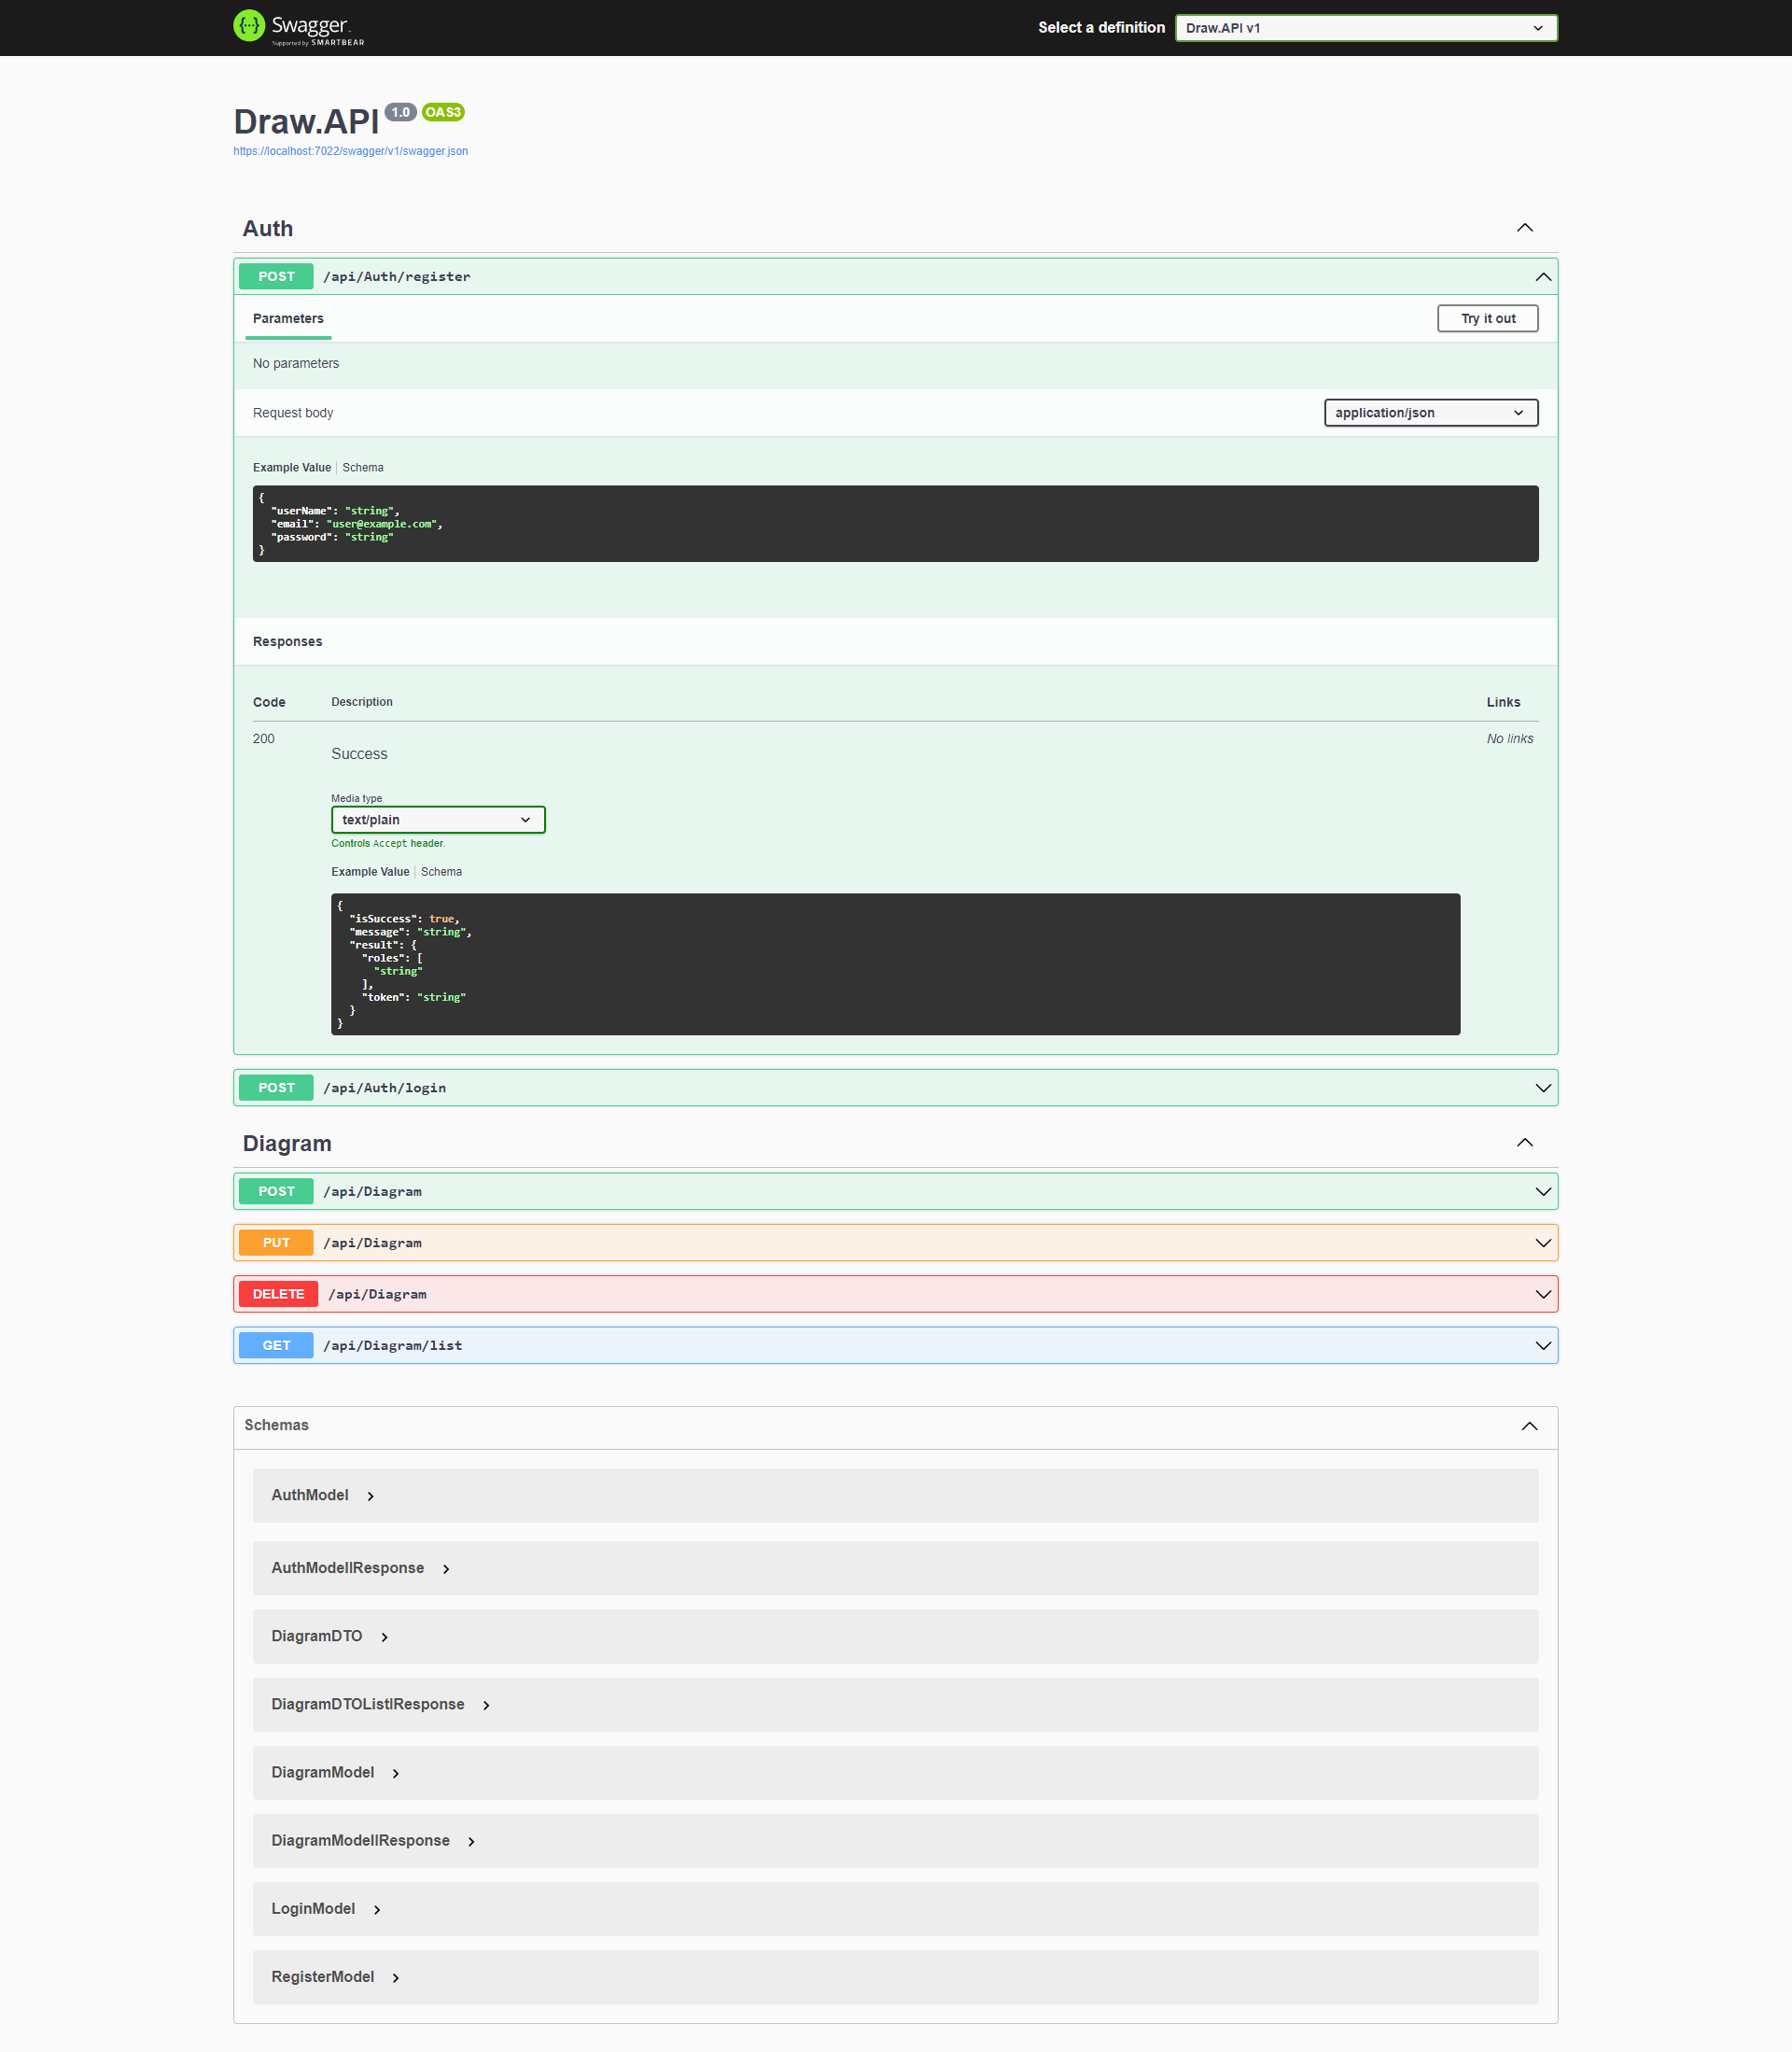 Swagger.
Supported by SMARTBEAR
Select a definition
Draw.API v1
Draw.API 1.0 OAS3
https://localhost:7022/swagger/v1/swagger.json
Auth
POST /api/Auth/register
Parameters
Try it out
No parameters
Request body
application/json
Example Value Schema
{
"userName": "string",
"email": "user@example.com",
"password": "string"
}
Responses
Code Description Links
200 Success No links
Media type
text/plain
Controls Accept header.
Example Value Schema
{
"isSuccess": true,
"message": "string",
"result": {
"roles": [
"string"
],
"token": "string"
}
}
POST /api/Auth/login
Diagram
POST /api/Diagram
PUT /api/Diagram
DELETE /api/Diagram
GET /api/Diagram/list
Schemas
AuthModel
AuthModelIResponse
DiagramDTO
DiagramDTOListIResponse
DiagramModel
DiagramModelIResponse
LoginModel
RegisterModel